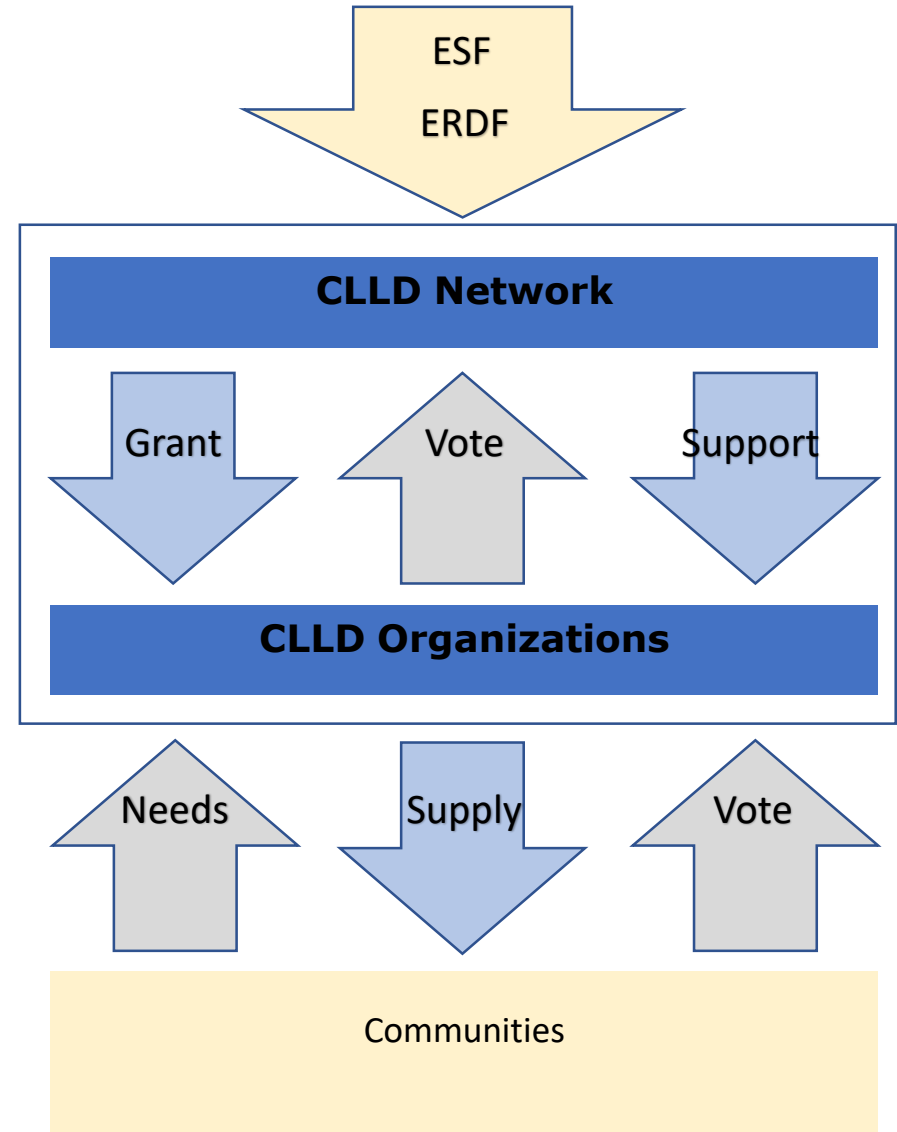 ESF
ERDF
CLLD Network
Grant
Vote
Support
CLLD Organizations
Needs
Supply
Vote
Communities